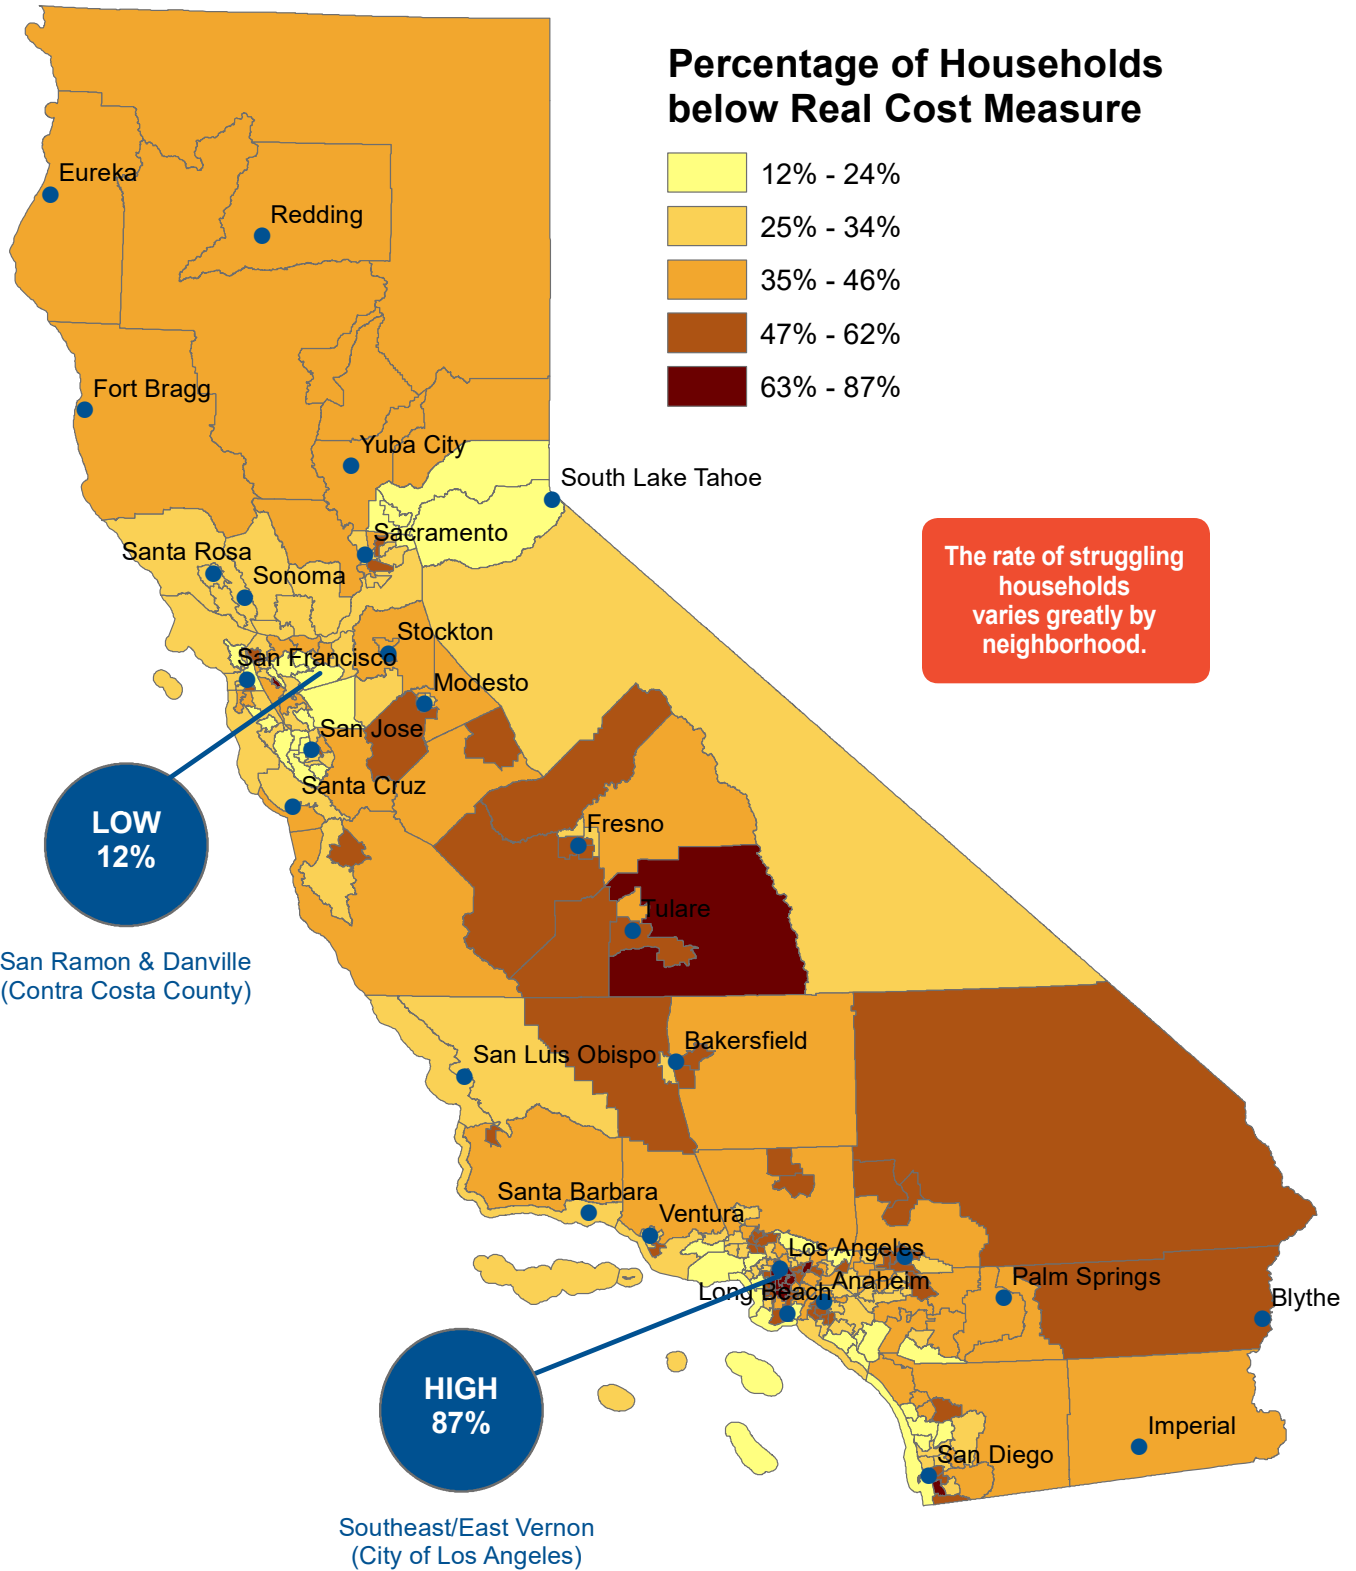 Percentage of Households
below Real Cost Measure
12% - 24%
25% - 34%
35% - 46%
47% - 62%
63% - 87%
Eureka
Redding
Fort Bragg
Yuba City
South Lake Tahoe
Sacramento
The rate of struggling
households
varies greatly by
neighborhood.
Santa Rosa
Sonoma
Stockton
San Francisco
Modesto
San Jose
Santa Cruz
LOW
12%
Fresno
Tulare
San Ramon & Danville
(Contra Costa County)
Bakersfield
San Luis Obispo
Santa Barbara
Ventura
Los Angeles
Anaheim
Long Beach
Palm Springs
Blythe
HIGH
87%
Imperial
San Diego
Southeast/East Vernon
(City of Los Angeles)